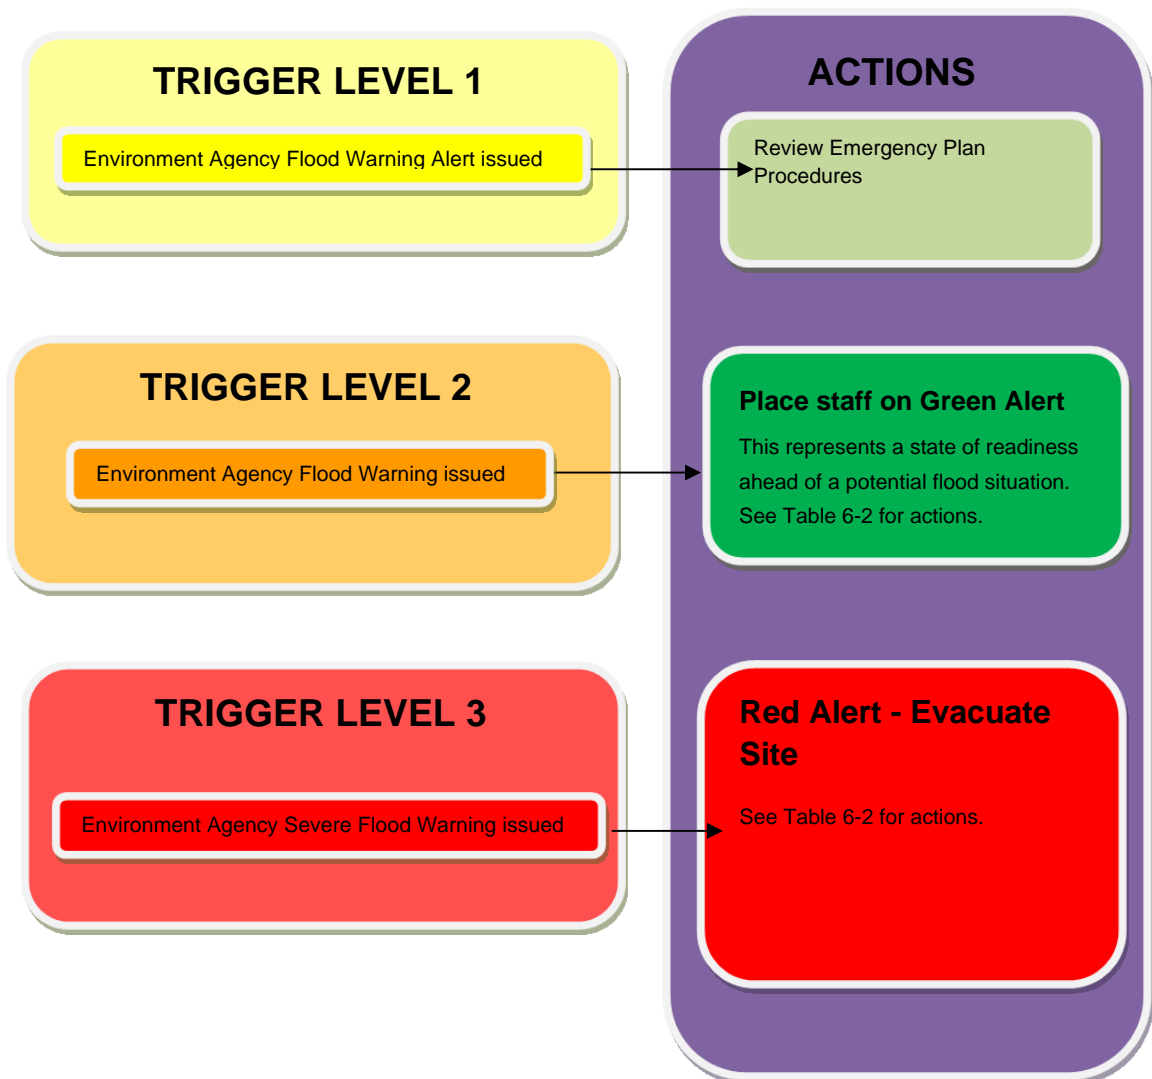 TRIGGER LEVEL 1
Environment Agency Flood Warning Alert issued
ACTIONS
Review Emergency Plan
Procedures
TRIGGER LEVEL 2
Environment Agency Flood Warning issued
Place staff on Green Alert
This represents a state of readiness
ahead of a potential flood situation.
See Table 6-2 for actions.
TRIGGER LEVEL 3
Environment Agency Severe Flood Warning issued
Red Alert - Evacuate
Site
See Table 6-2 for actions.